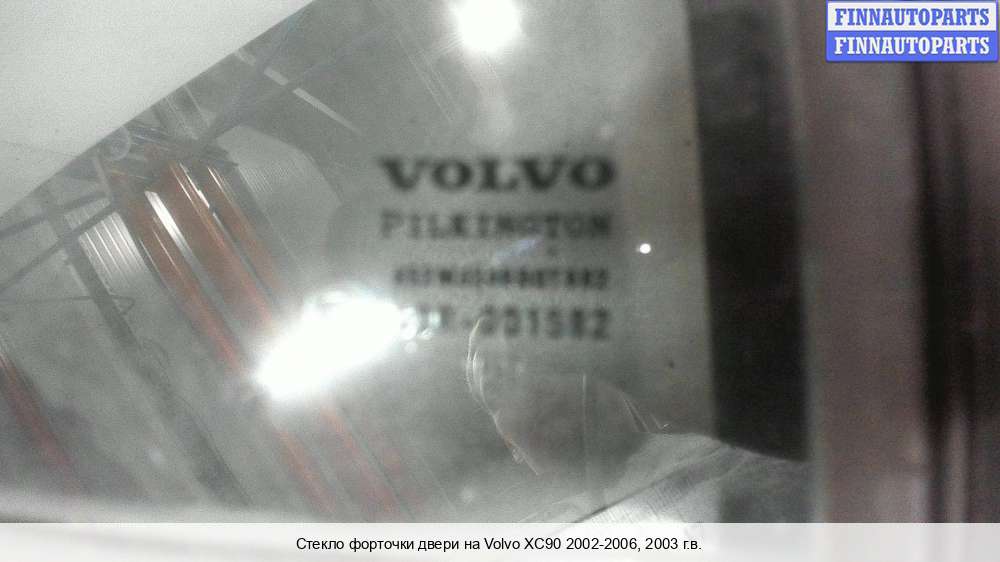 FINNAUTOPARTS
FINNAUTOPARTS
VOLVO
PILKINGTON
Стекло форточки двери на Volvo XC90 2002-2006, 2003 г.в.